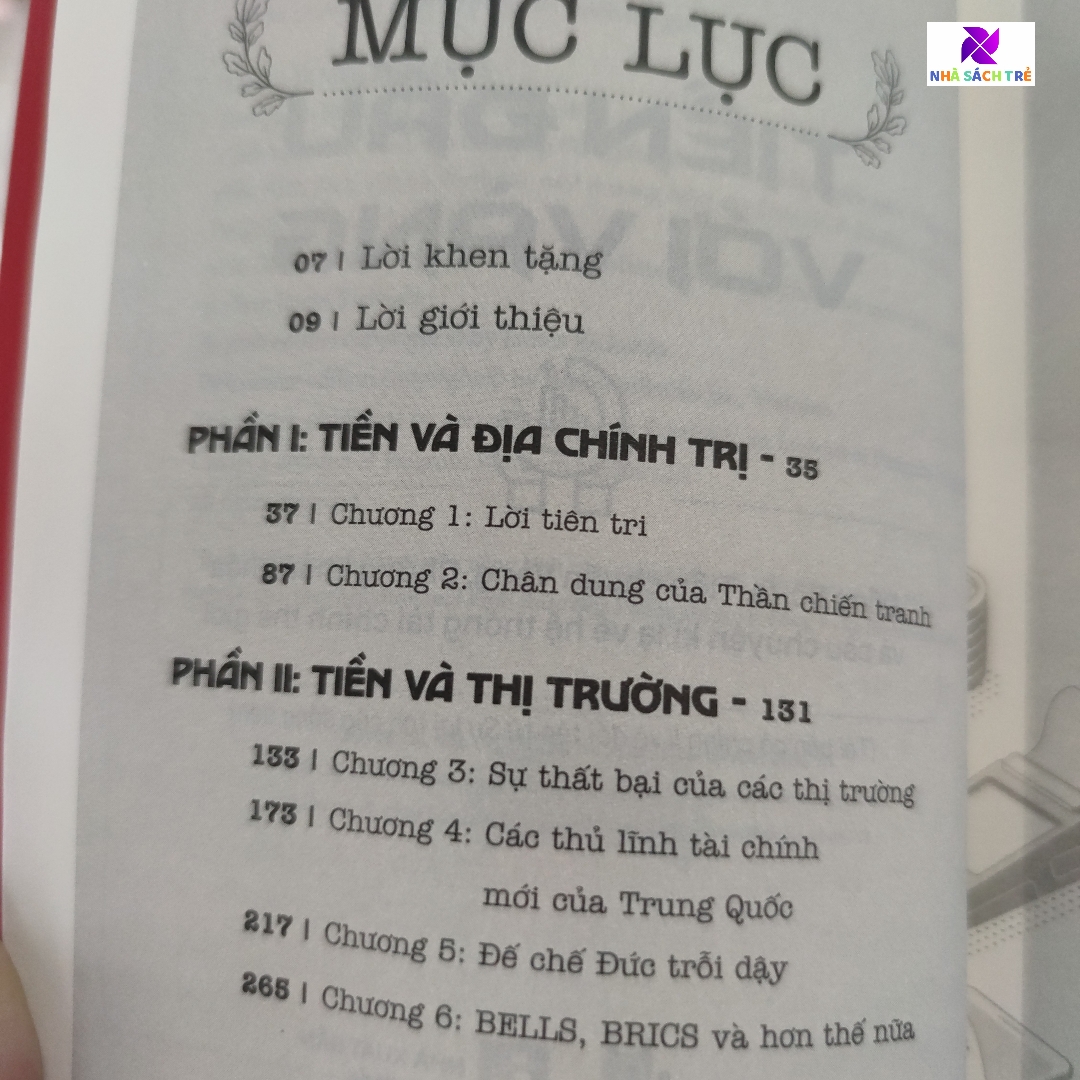 MỤC LỤC
NHÀ SÁCH TRẺ
07 | Lời khen tặng
09 | Lời giới thiệu
PHẦN I: TIỀN VÀ ĐỊA CHÍNH TRỊ - 35
37 | Chương 1: Lời tiên tri
87 | Chương 2: Chân dung của Thần chiến tranh
PHẦN II: TIỀN VÀ THỊ TRƯỜNG - 131
133 | Chương 3: Sự thất bại của các thị trường
173 | Chương 4: Các thủ lĩnh tài chính
mới của Trung Quốc
217 | Chương 5: Đế chế Đức trỗi dậy
265 | Chương 6: BELLS, BRICS và hơn thế nữa